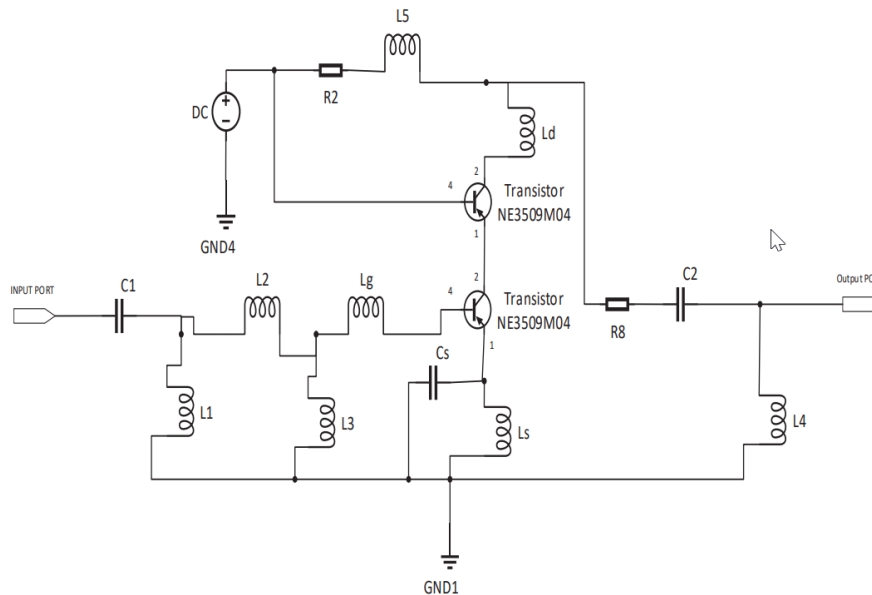 L5
R2
DC
+
−
Ld
2
4
Transistor
NE3509M04
1
GND4
INPUT PORT
C1
L2
Lg
2
4
Transistor
NE3509M04
1
C2
Output PO
R8
Cs
L1
L3
Ls
L4
GND1